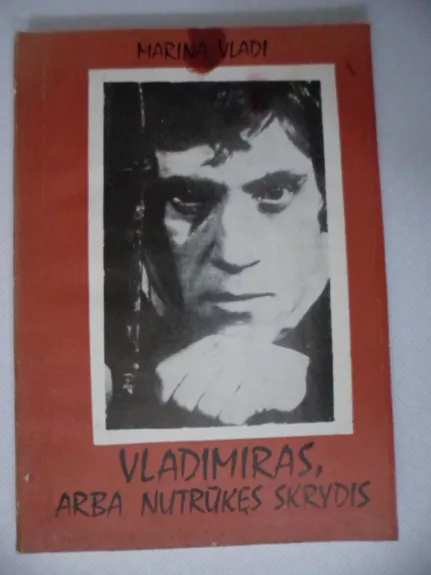 MARINA VLADI
VLADIMIRAS,
ARBA NUTRŪKĘS SKRYDIS